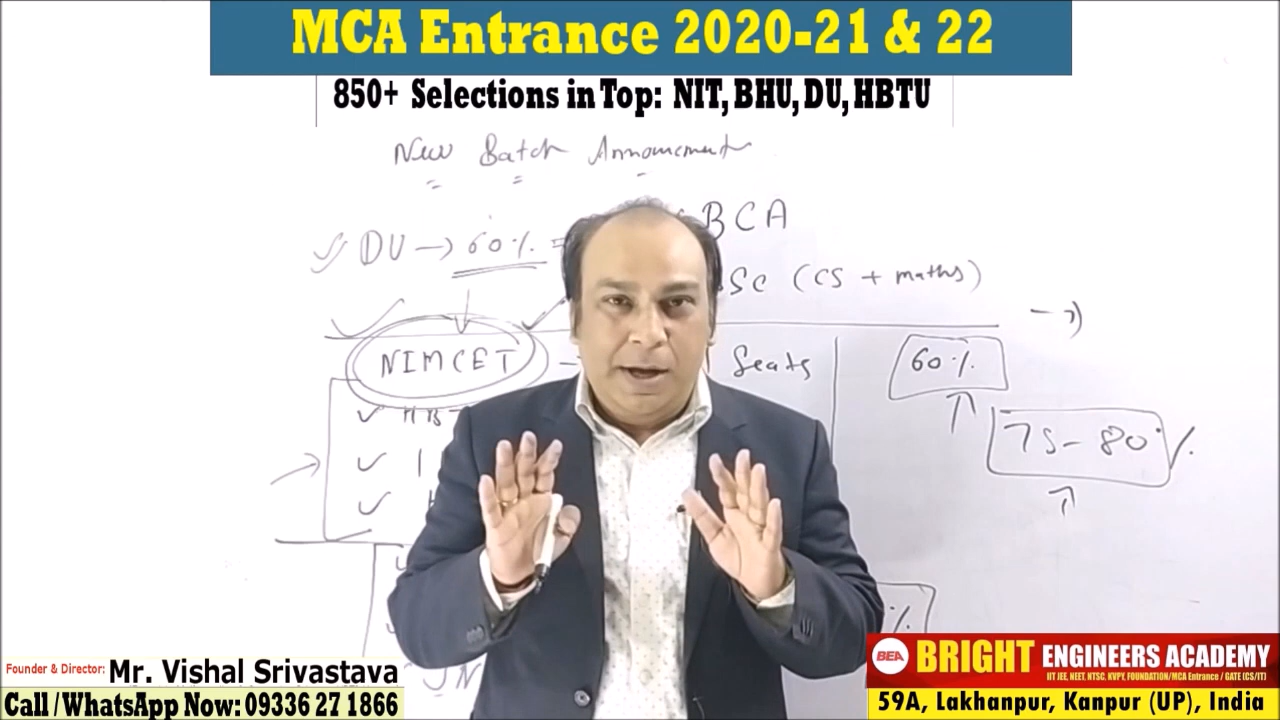 MCA Entrance 2020-21 & 22
850+ Selections in Top: NIT, BHU, DU, HBTU
New Batch Announcement
DU → 60% =
BCA
SC (CS + maths)
NIMCET
Seats
60%
75-80%
HB
Founder & Director: Mr. Vishal Srivastava
Call / WhatsApp Now: 09336 27 1866
BEA BRIGHT ENGINEERS ACADEMY
IIT JEE, NEET, NTSC, KVPY, FOUNDATION/MCA Entrance / GATE (CS/IT)
59A, Lakhanpur, Kanpur (UP), India